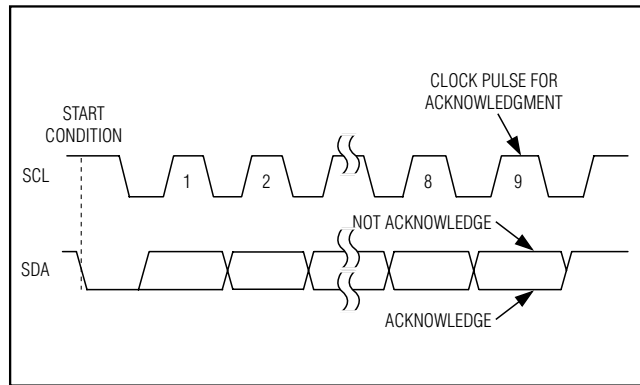 CLOCK PULSE FOR
ACKNOWLEDGMENT
START
CONDITION
SCL
1
2
8
9
NOT ACKNOWLEDGE
SDA
ACKNOWLEDGE